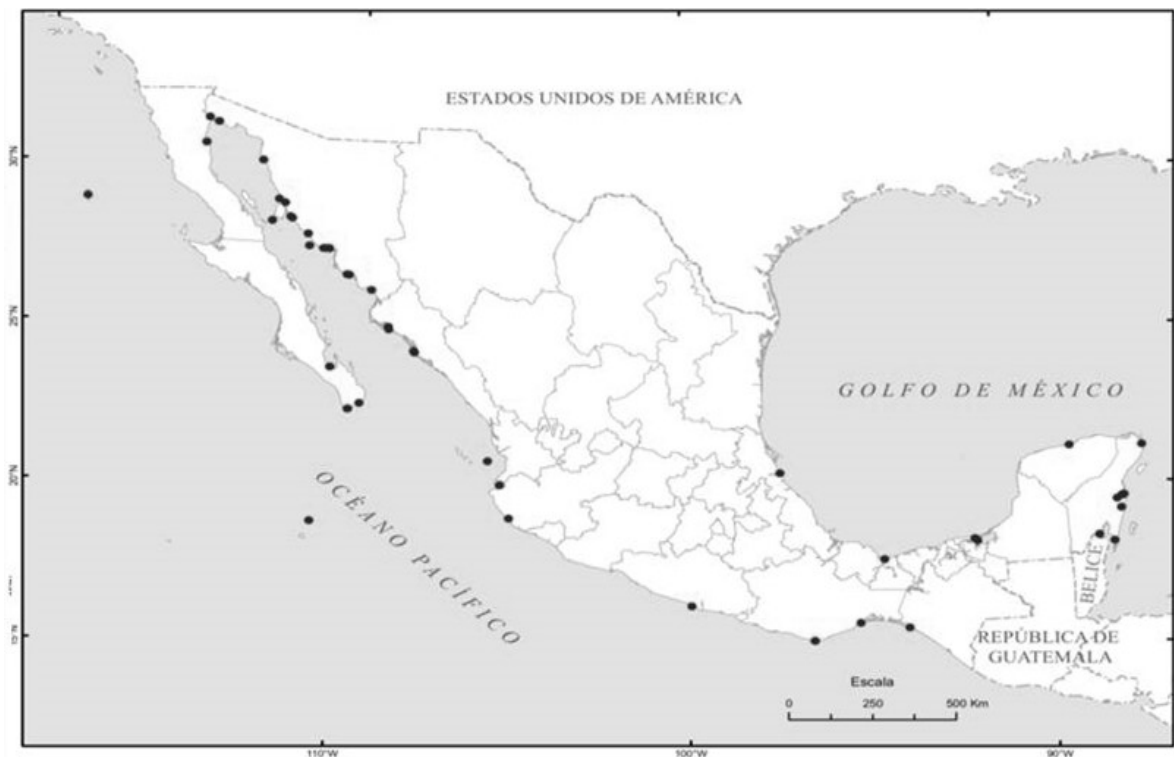 ESTADOS UNIDOS DE AMÉRICA
30°N
25°N
GOLFO DE MÉXICO
20°N
OCÉANO PACÍFICO
BELICE
15°N
REPÚBLICA DE
GUATEMALA
Escala
0 250 500 Km
110°W 100°W 90°W